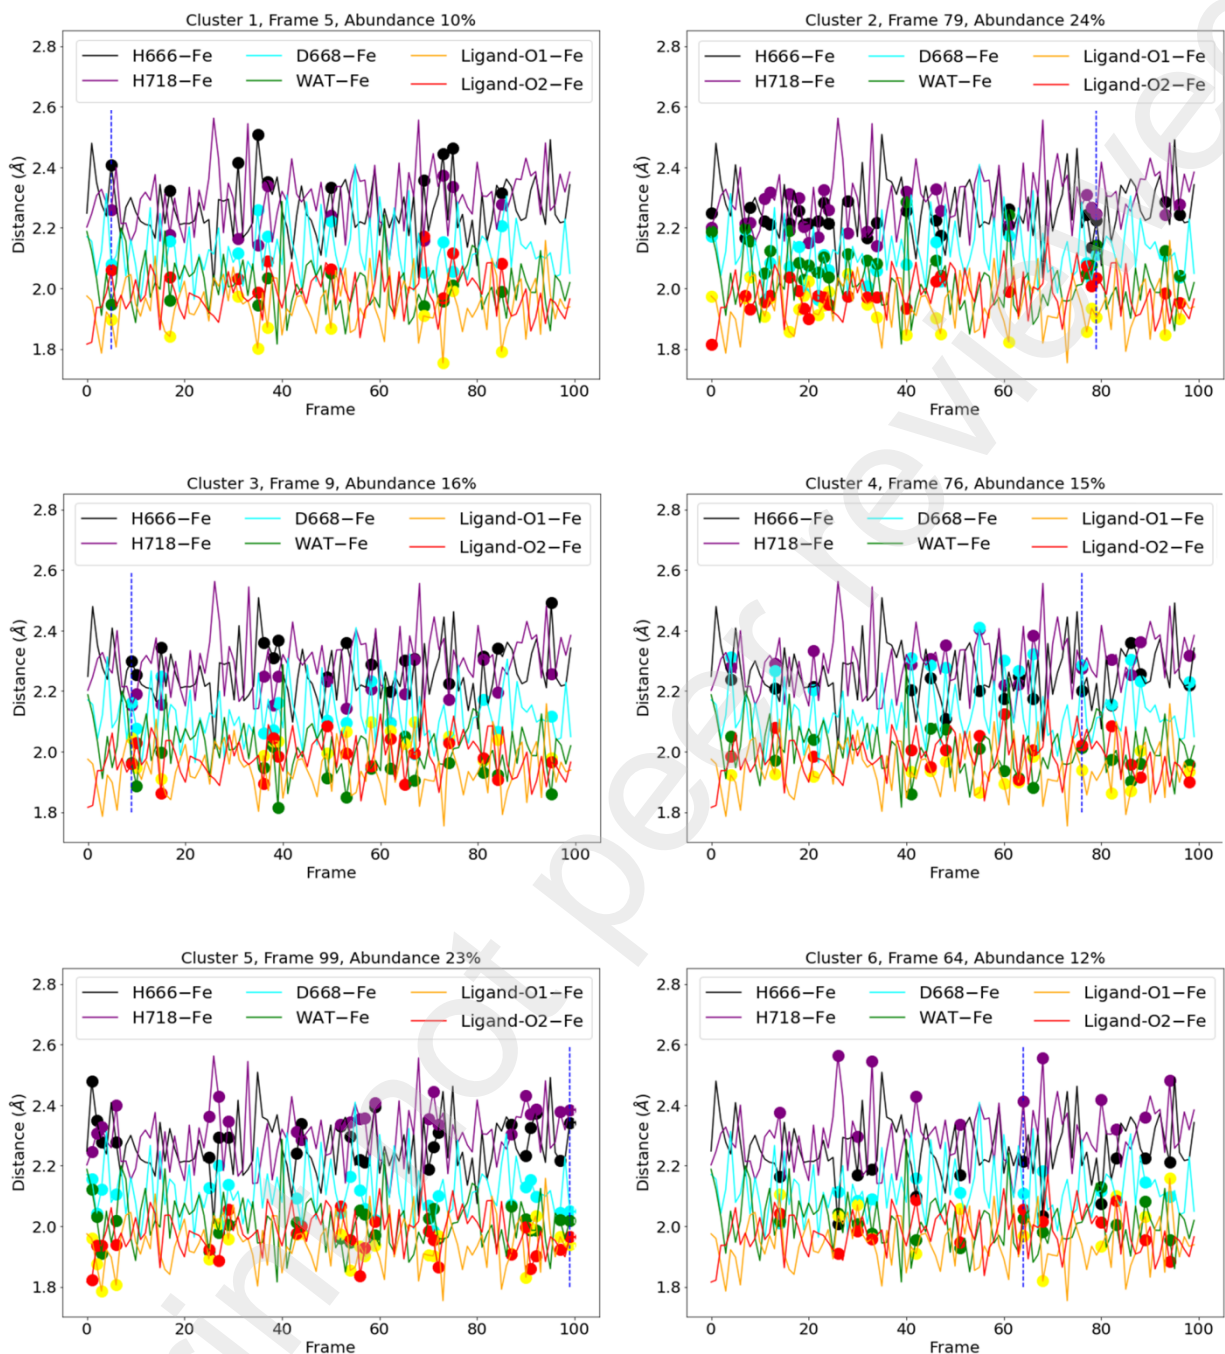 Cluster 1, Frame 5, Abundance 10%
2.8
2.6
2.4
2.2
2.0
1.8
Distance (Å)
H666−Fe D668−Fe Ligand-O1−Fe
H718−Fe WAT−Fe Ligand-O2−Fe
0 20 40 60 80 100
Frame
Cluster 2, Frame 79, Abundance 24%
2.8
2.6
2.4
2.2
2.0
1.8
Distance (Å)
H666−Fe D668−Fe Ligand-O1−Fe
H718−Fe WAT−Fe Ligand-O2−Fe
0 20 40 60 80 100
Frame
Cluster 3, Frame 9, Abundance 16%
2.8
2.6
2.4
2.2
2.0
1.8
Distance (Å)
H666−Fe D668−Fe Ligand-O1−Fe
H718−Fe WAT−Fe Ligand-O2−Fe
0 20 40 60 80 100
Frame
Cluster 4, Frame 76, Abundance 15%
2.8
2.6
2.4
2.2
2.0
1.8
Distance (Å)
H666−Fe D668−Fe Ligand-O1−Fe
H718−Fe WAT−Fe Ligand-O2−Fe
0 20 40 60 80 100
Frame
Cluster 5, Frame 99, Abundance 23%
2.8
2.6
2.4
2.2
2.0
1.8
Distance (Å)
H666−Fe D668−Fe Ligand-O1−Fe
H718−Fe WAT−Fe Ligand-O2−Fe
0 20 40 60 80 100
Frame
Cluster 6, Frame 64, Abundance 12%
2.8
2.6
2.4
2.2
2.0
1.8
Distance (Å)
H666−Fe D668−Fe Ligand-O1−Fe
H718−Fe WAT−Fe Ligand-O2−Fe
0 20 40 60 80 100
Frame
not peer reviewe